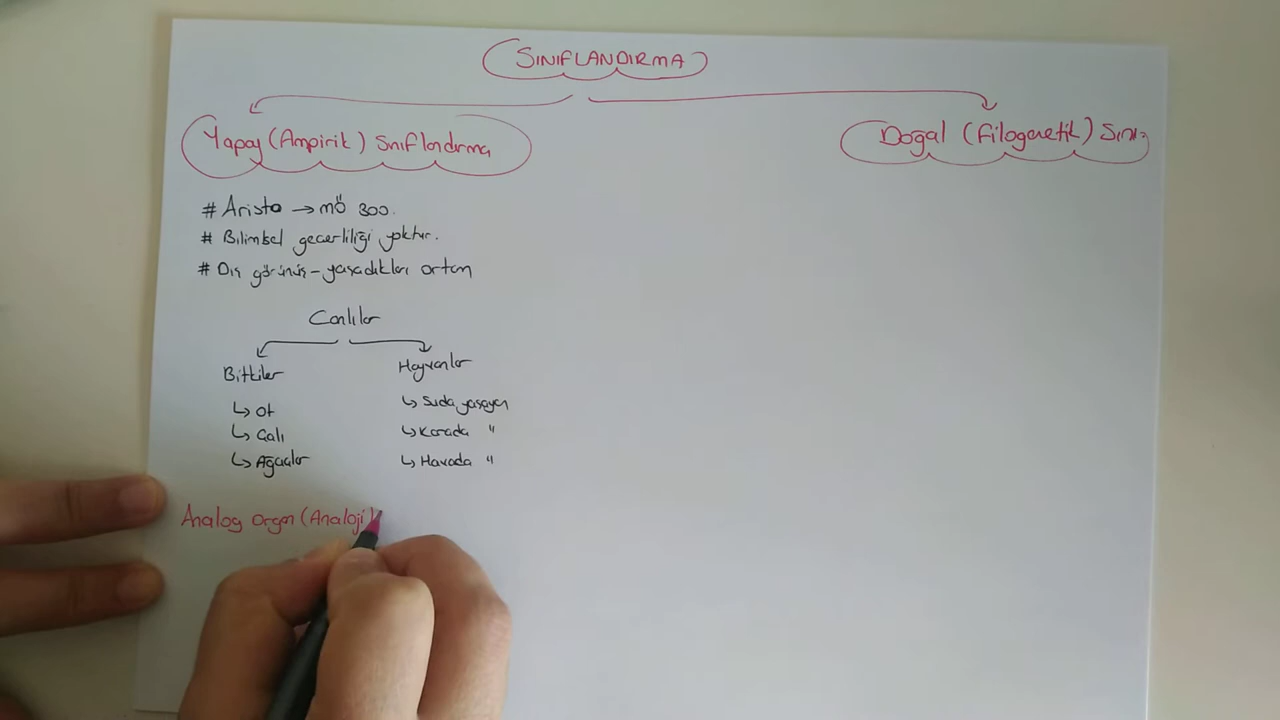 SINIFLANDIRMA
Yapay (Ampirik) Sınıflandırma
Doğal (Filogenetik) Sını
# Aristo → MÖ 300.
# Bilimsel geçerliliği yoktur.
# Dış görünüş - yaşadıkları ortam
Canlılar
Bitkiler
Hayvanlar
↳ Ot
↳ Suda yaşayan
↳ Çalı
↳ Karada "
↳ Ağaçlar
↳ Havada "
Analog Organ (Analoji)